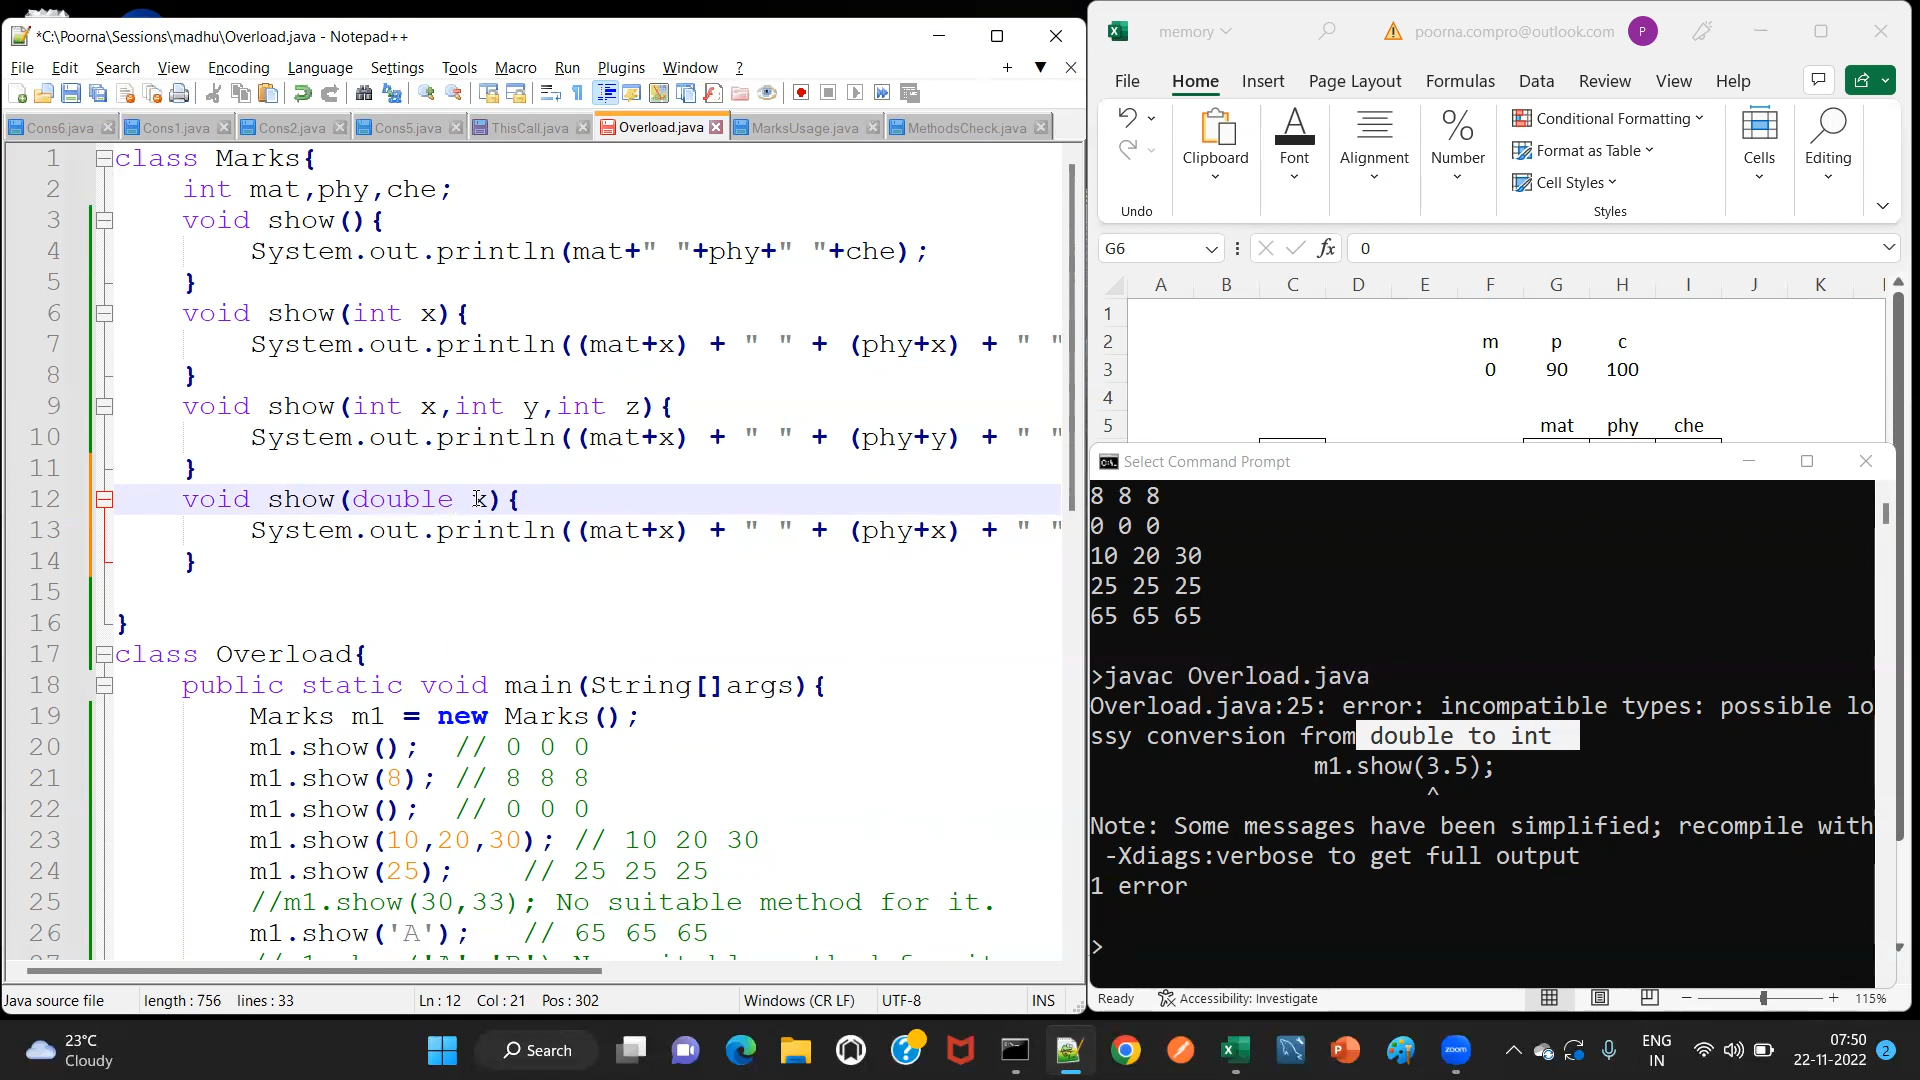 *C:\Poorna\Sessions\madhu\Overload.java - Notepad++
File Edit Search View Encoding Language Settings Tools Macro Run Plugins Window ?
Cons6.java Cons1.java Cons2.java Cons5.java ThisCall.java Overload.java MarksUsage.java MethodsCheck.java
1 class Marks{
2 int mat,phy,che;
3 void show(){
4 System.out.println(mat+" "+phy+" "+che);
5 }
6 void show(int x){
7 System.out.println((mat+x) + " " + (phy+x) + " "
8 }
9 void show(int x,int y,int z){
10 System.out.println((mat+x) + " " + (phy+y) + " "
11 }
12 void show(double x){
13 System.out.println((mat+x) + " " + (phy+x) + " "
14 }
15
16 }
17 class Overload{
18 public static void main(String[]args){
19 Marks m1 = new Marks();
20 m1.show(); // 0 0 0
21 m1.show(8); // 8 8 8
22 m1.show(); // 0 0 0
23 m1.show(10,20,30); // 10 20 30
24 m1.show(25); // 25 25 25
25 //m1.show(30,33); No suitable method for it.
26 m1.show('A'); // 65 65 65
Java source file length : 756 lines : 33 Ln : 12 Col : 21 Pos : 302 Windows (CR LF) UTF-8 INS
memory poorna.compro@outlook.com P
File Home Insert Page Layout Formulas Data Review View Help
Undo Clipboard Font Alignment Number Conditional Formatting Format as Table Cell Styles Styles Cells Editing
G6 fx 0
A B C D E F G H I J K
1
2 m p c
3 0 90 100
4
5 mat phy che
Select Command Prompt
8 8 8
0 0 0
10 20 30
25 25 25
65 65 65
>javac Overload.java
Overload.java:25: error: incompatible types: possible lo
ssy conversion from double to int
m1.show(3.5);
^
Note: Some messages have been simplified; recompile with
-Xdiags:verbose to get full output
1 error
>
Ready Accessibility: Investigate 115%
23°C
Cloudy
Search
zoom
ENG
IN
07:50
22-11-2022
2